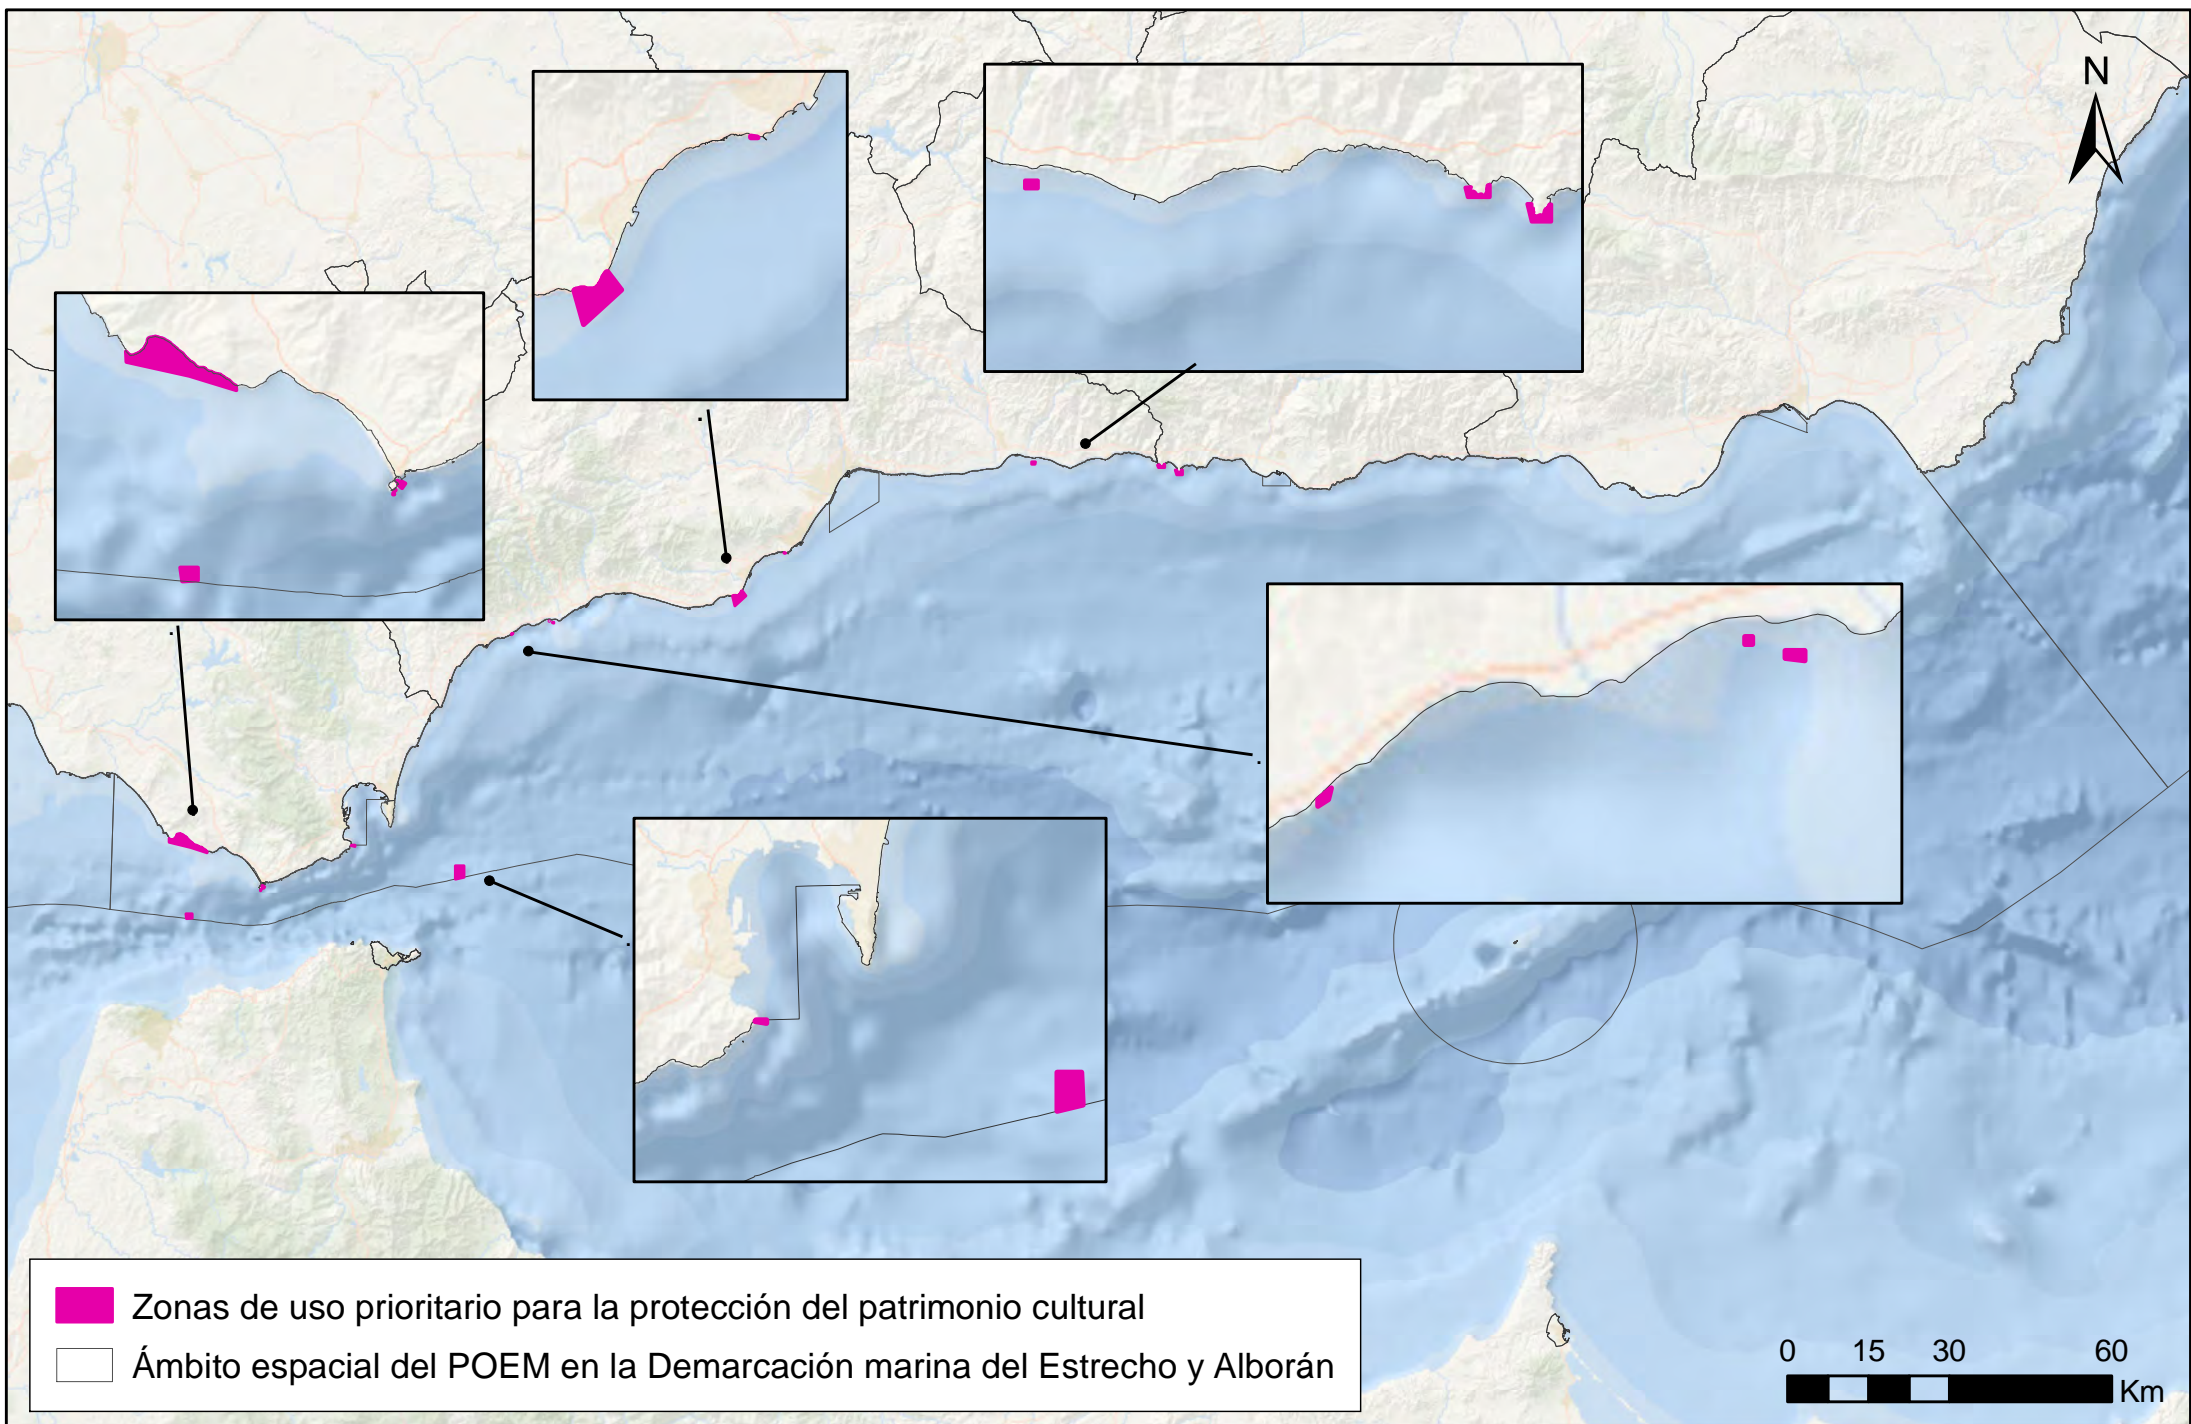 N
Zonas de uso prioritario para la protección del patrimonio cultural
Ámbito espacial del POEM en la Demarcación marina del Estrecho y Alborán
0 15 30 60
Km